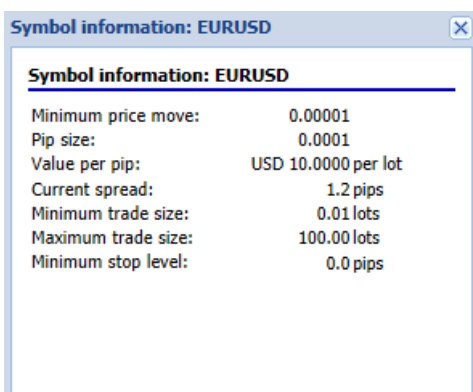 Symbol information: EURUSD
Symbol information: EURUSD
Minimum price move: 0.00001
Pip size: 0.0001
Value per pip: USD 10.0000 per lot
Current spread: 1.2 pips
Minimum trade size: 0.01 lots
Maximum trade size: 100.00 lots
Minimum stop level: 0.0 pips